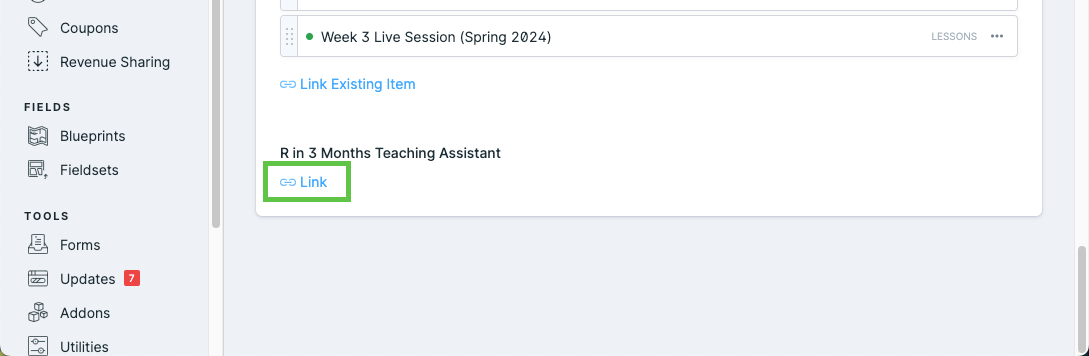 Coupons
Revenue Sharing
FIELDS
Blueprints
Fieldsets
TOOLS
Forms
Updates 7
Addons
Utilities
Week 3 Live Session (Spring 2024) LESSONS
Link Existing Item
R in 3 Months Teaching Assistant
Link